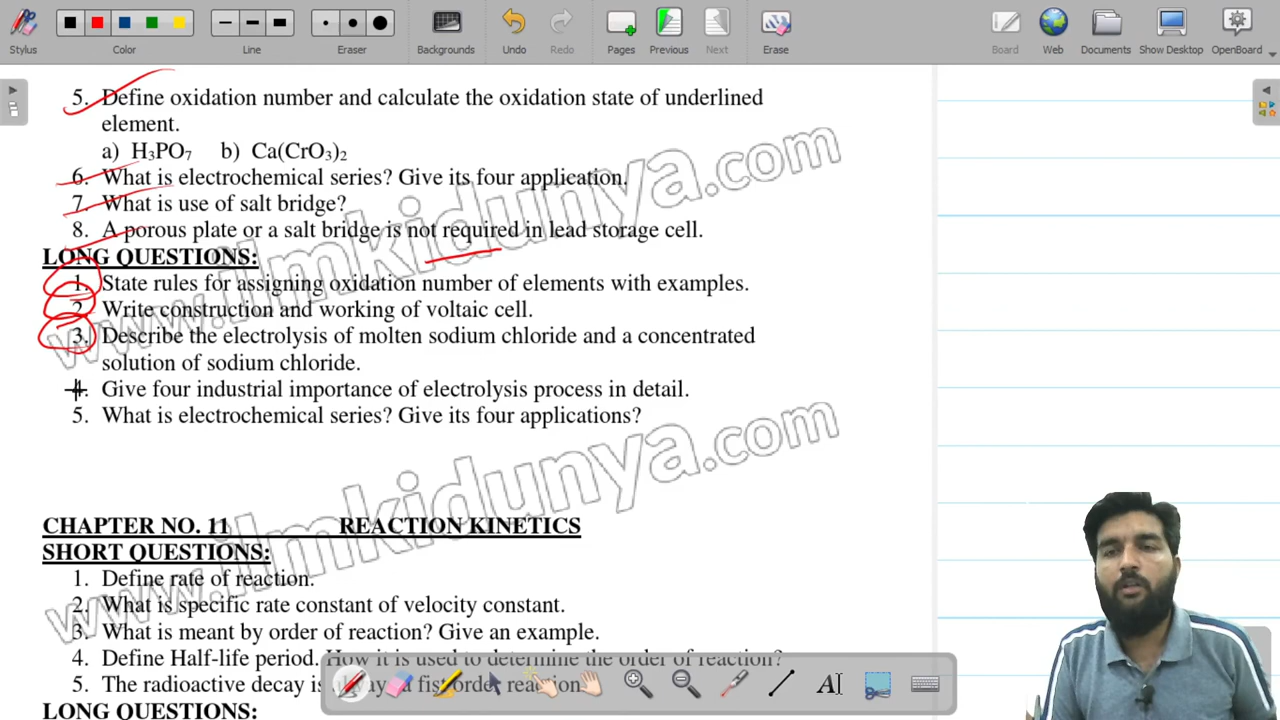 Stylus
Color
Line
Eraser
Backgrounds
Undo
Redo
Pages
Previous
Next
Erase
Board
Web
Documents
Show Desktop
OpenBoard
5. Define oxidation number and calculate the oxidation state of underlined
element.
a) H₃PO₇ b) Ca(CrO₃)₂
6. What is electrochemical series? Give its four application.
7. What is use of salt bridge?
8. A porous plate or a salt bridge is not required in lead storage cell.
LONG QUESTIONS:
1. State rules for assigning oxidation number of elements with examples.
2. Write construction and working of voltaic cell.
3. Describe the electrolysis of molten sodium chloride and a concentrated
solution of sodium chloride.
4. Give four industrial importance of electrolysis process in detail.
5. What is electrochemical series? Give its four applications?
www.ilmkidunya.com
www.ilmkidunya.com
CHAPTER NO. 11 REACTION KINETICS
SHORT QUESTIONS:
1. Define rate of reaction.
2. What is specific rate constant of velocity constant.
3. What is meant by order of reaction? Give an example.
4. Define Half-life period. How it is used to determine the order of reaction?
5. The radioactive decay is fist order reaction
LONG QUESTIONS: